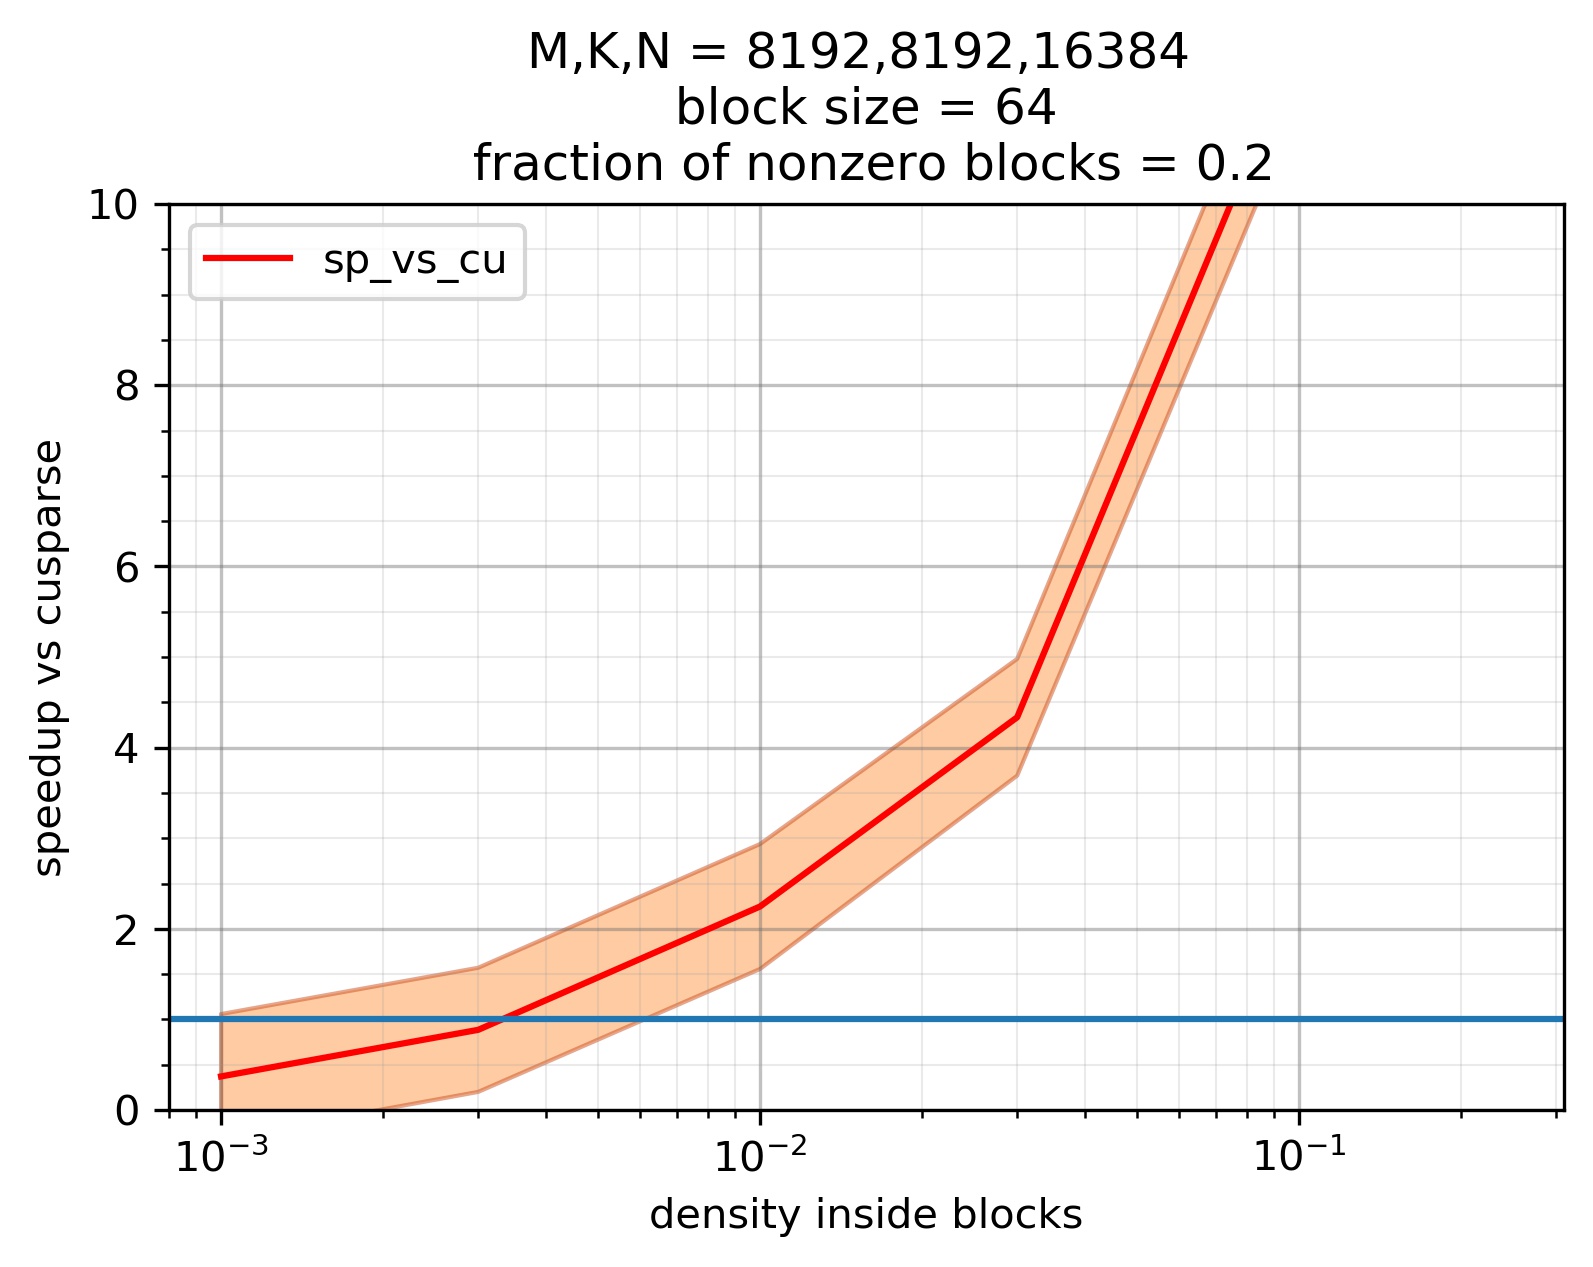 M,K,N = 8192,8192,16384
block size = 64
fraction of nonzero blocks = 0.2
sp_vs_cu
speedup vs cusparse
10
8
6
4
2
0
10⁻³
10⁻²
10⁻¹
density inside blocks